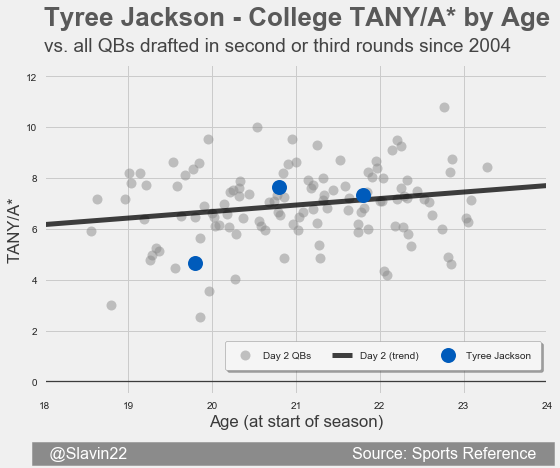 Tyree Jackson - College TANY/A* by Age
vs. all QBs drafted in second or third rounds since 2004
12
10
8
6
4
2
0
TANY/A*
Day 2 QBs Day 2 (trend) Tyree Jackson
18 19 20 21 22 23 24
Age (at start of season)
@Slavin22 Source: Sports Reference